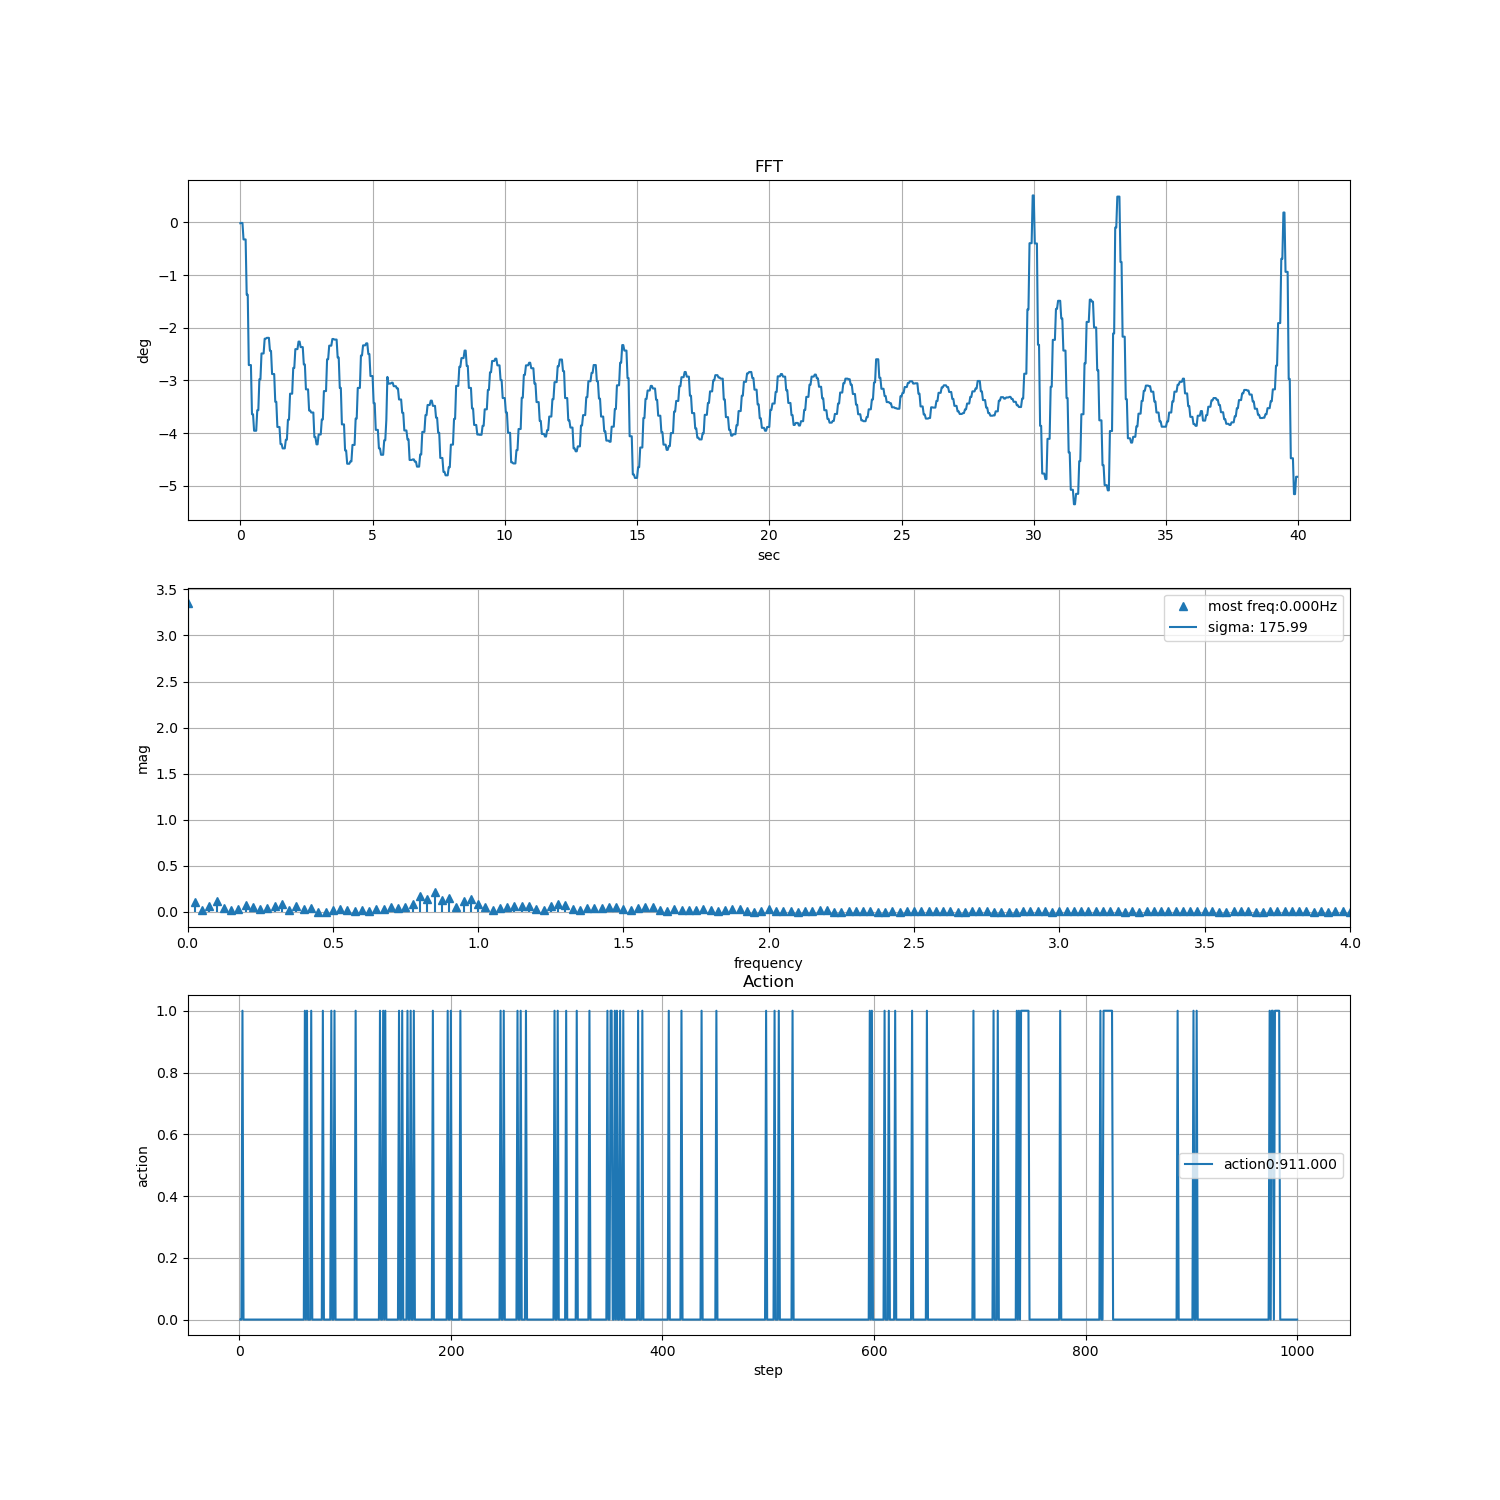 FFT
0
−1
−2
−3
−4
−5
deg
0 5 10 15 20 25 30 35 40
sec
3.5
3.0
2.5
2.0
1.5
1.0
0.5
0.0
mag
most freq:0.000Hz
sigma: 175.99
0.0 0.5 1.0 1.5 2.0 2.5 3.0 3.5 4.0
frequency
Action
1.0
0.8
0.6
0.4
0.2
0.0
action
action0:911.000
0 200 400 600 800 1000
step